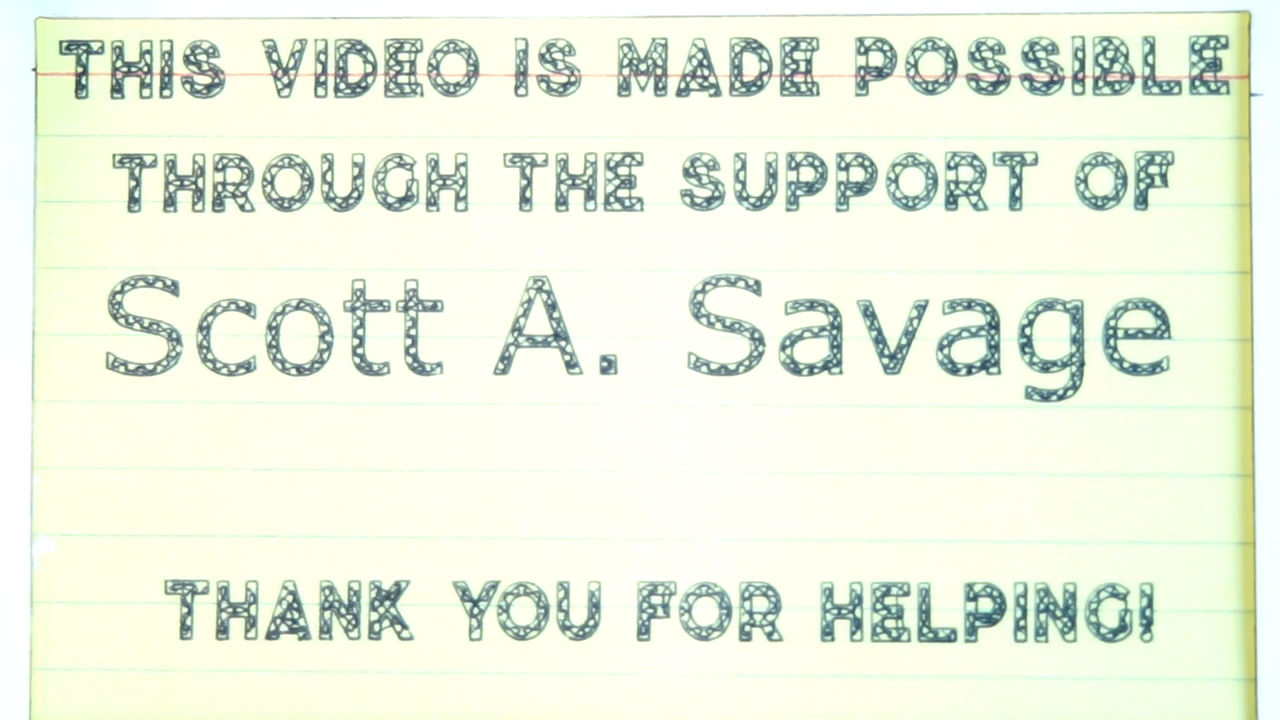 THIS VIDEO IS MADE POSSIBLE
THROUGH THE SUPPORT OF
Scott A. Savage
THANK YOU FOR HELPING!